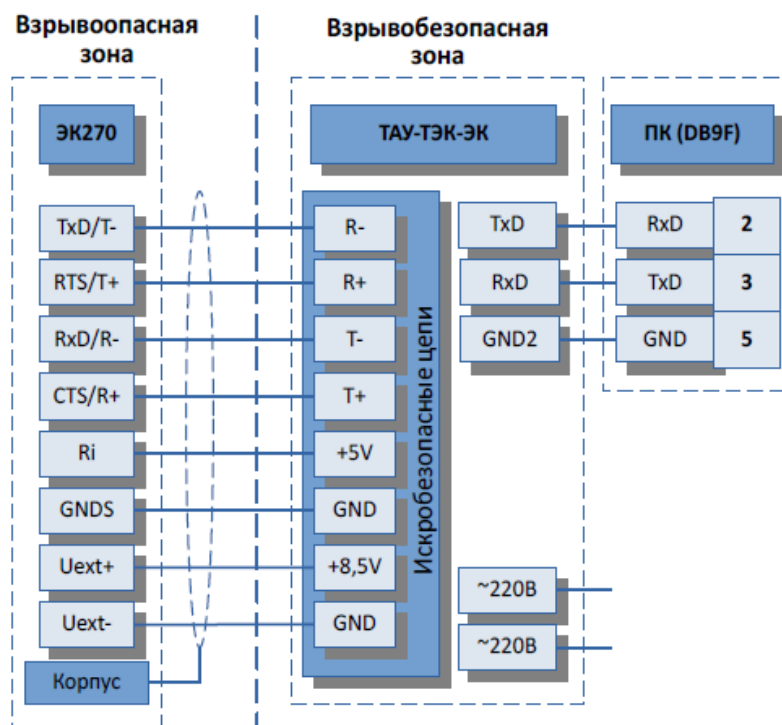 Взрывоопасная
зона
Взрывобезопасная
зона
ЭК270
ТАУ-ТЭК-ЭК
ПК (DB9F)
TxD/T-
R-
TxD
RxD
2
RTS/T+
R+
RxD
TxD
3
RxD/R-
T-
GND2
GND
5
CTS/R+
T+
Ri
+5V
GNDS
GND
Uext+
+8,5V
~220В
Uext-
GND
~220В
Искробезопасные цепи
Корпус